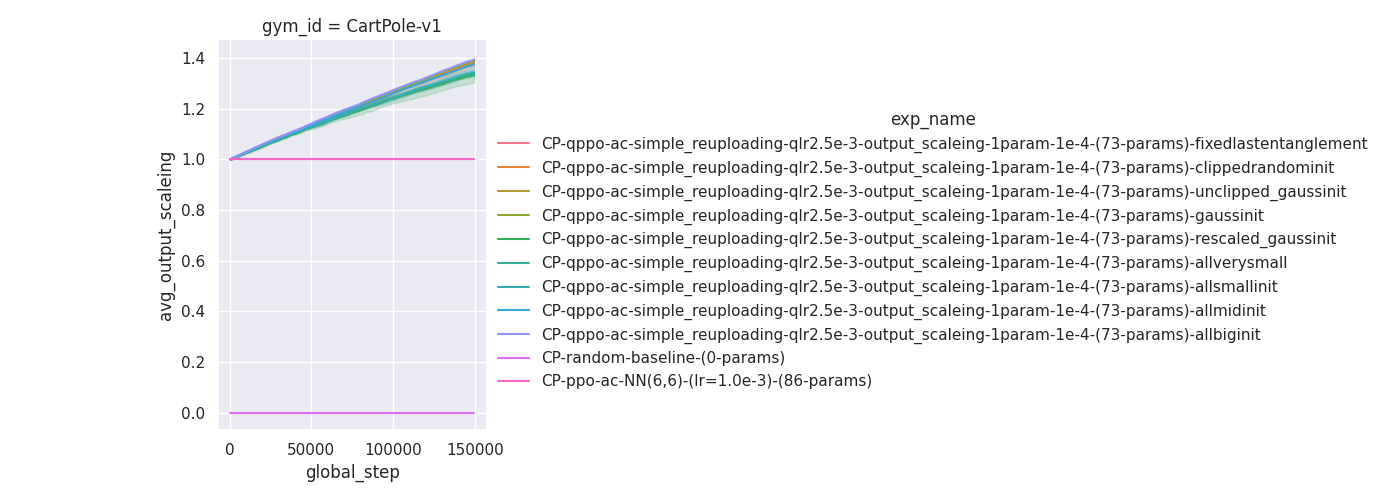 gym_id = CartPole-v1
1.4
1.2
1.0
0.8
0.6
0.4
0.2
0.0
avg_output_scaleing
0 50000 100000 150000
global_step
exp_name
CP-qppo-ac-simple_reuploading-qlr2.5e-3-output_scaleing-1param-1e-4-(73-params)-fixedlastentanglement
CP-qppo-ac-simple_reuploading-qlr2.5e-3-output_scaleing-1param-1e-4-(73-params)-clippedrandominit
CP-qppo-ac-simple_reuploading-qlr2.5e-3-output_scaleing-1param-1e-4-(73-params)-unclipped_gaussinit
CP-qppo-ac-simple_reuploading-qlr2.5e-3-output_scaleing-1param-1e-4-(73-params)-gaussinit
CP-qppo-ac-simple_reuploading-qlr2.5e-3-output_scaleing-1param-1e-4-(73-params)-rescaled_gaussinit
CP-qppo-ac-simple_reuploading-qlr2.5e-3-output_scaleing-1param-1e-4-(73-params)-allverysmall
CP-qppo-ac-simple_reuploading-qlr2.5e-3-output_scaleing-1param-1e-4-(73-params)-allsmallinit
CP-qppo-ac-simple_reuploading-qlr2.5e-3-output_scaleing-1param-1e-4-(73-params)-allmidinit
CP-qppo-ac-simple_reuploading-qlr2.5e-3-output_scaleing-1param-1e-4-(73-params)-allbiginit
CP-random-baseline-(0-params)
CP-ppo-ac-NN(6,6)-(lr=1.0e-3)-(86-params)